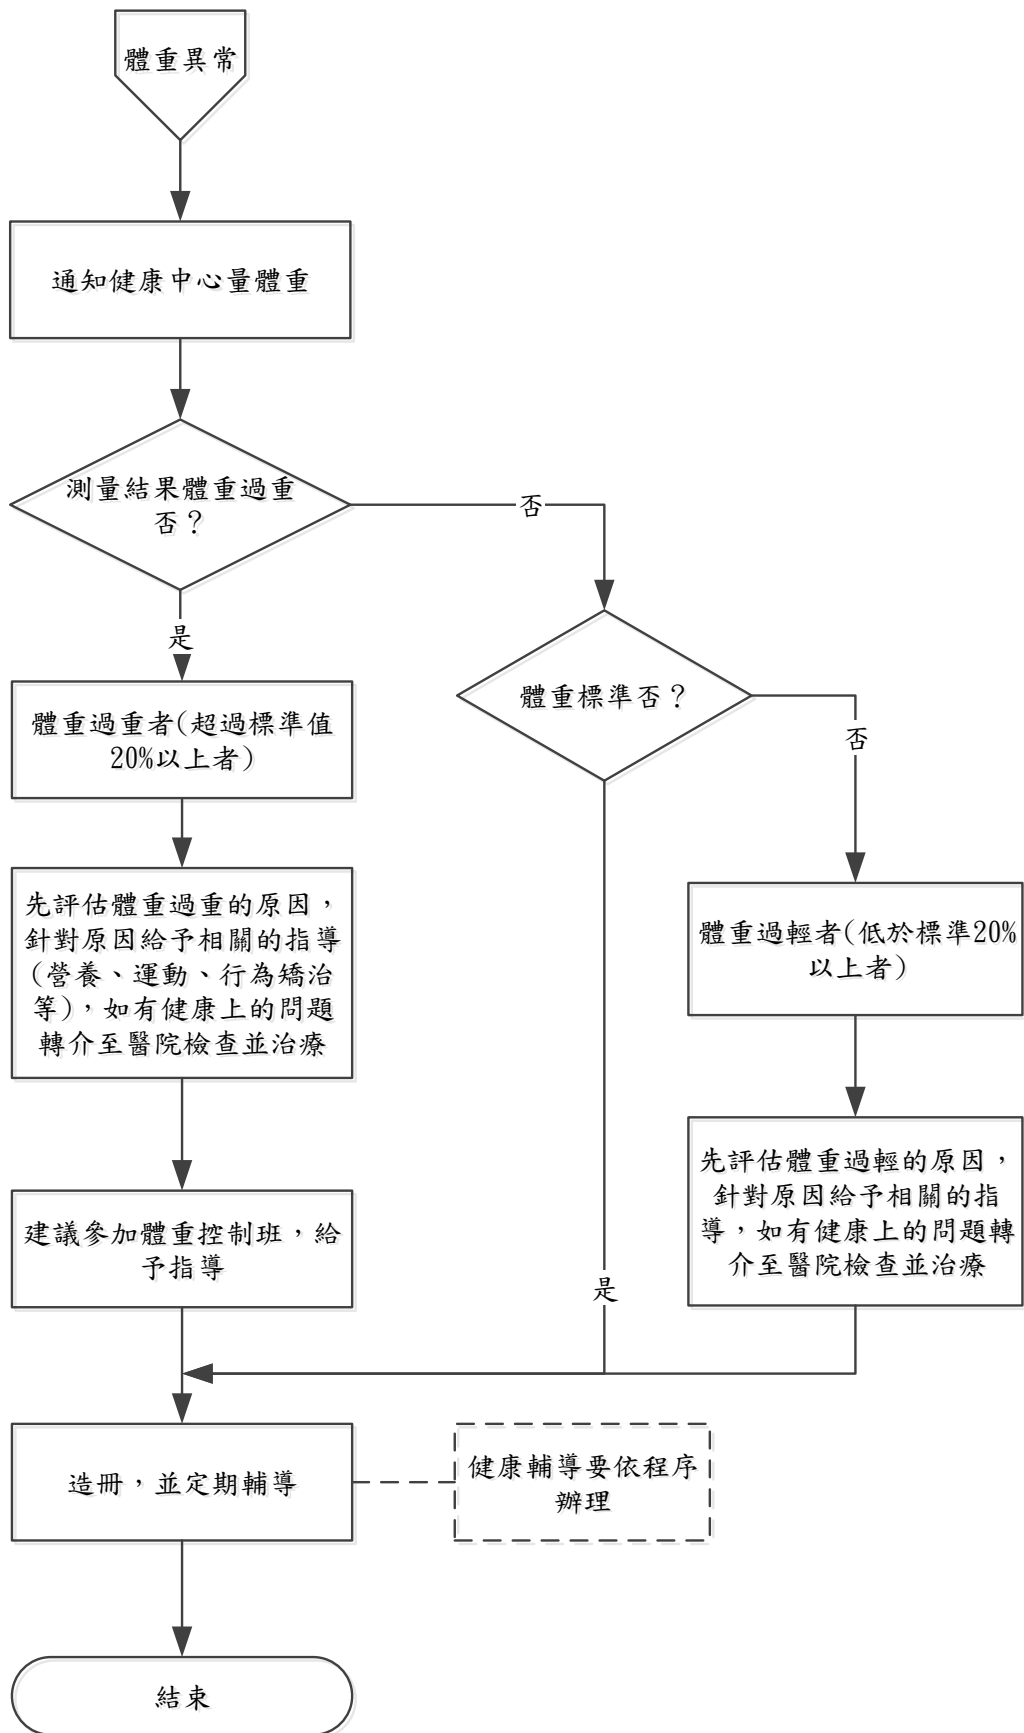 體重異常
通知健康中心量體重
測量結果體重過重
否？
否
是
體重標準否？
體重過重者(超過標準值
20%以上者)
否
先評估體重過重的原因，
針對原因給予相關的指導
(營養、運動、行為矯治
等)，如有健康上的問題
轉介至醫院檢查並治療
體重過輕者(低於標準20%
以上者)
先評估體重過輕的原因，
針對原因給予相關的指
導，如有健康上的問題轉
介至醫院檢查並治療
建議參加體重控制班，給
予指導
是
造冊，並定期輔導
健康輔導要依程序
辦理
結束